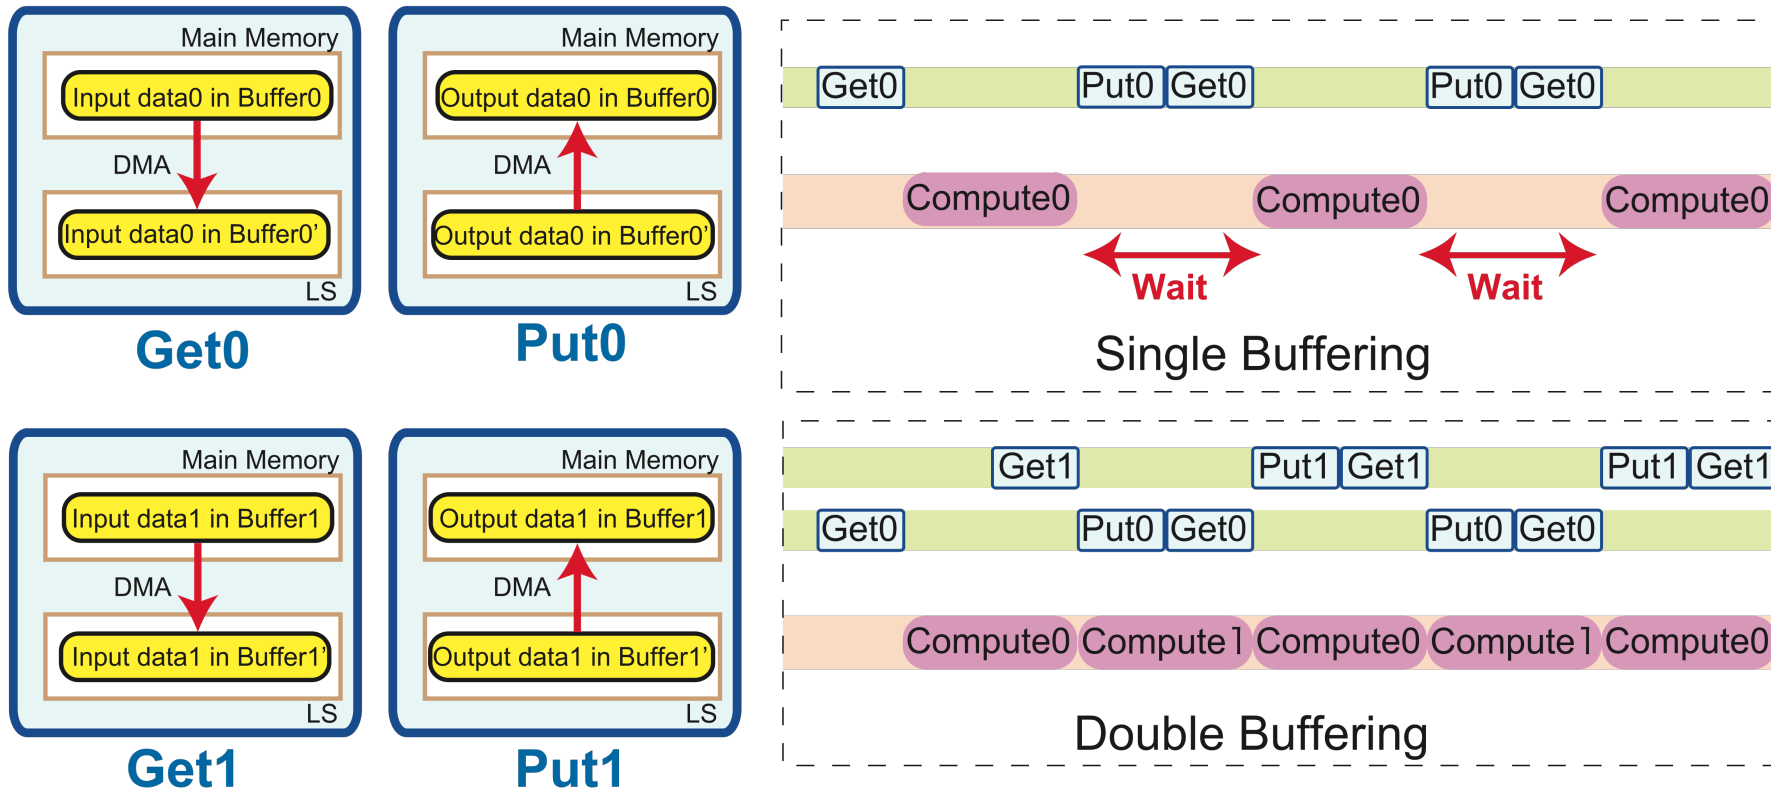 Main Memory
Input data0 in Buffer0
DMA
Input data0 in Buffer0’
LS
Get0
Main Memory
Output data0 in Buffer0
DMA
Output data0 in Buffer0’
LS
Put0
Get0 Put0 Get0 Put0 Get0
Compute0 Compute0 Compute0
Wait Wait
Single Buffering
Main Memory
Input data1 in Buffer1
DMA
Input data1 in Buffer1’
LS
Get1
Main Memory
Output data1 in Buffer1
DMA
Output data1 in Buffer1’
LS
Put1
Get1 Put1 Get1 Put1 Get1
Get0 Put0 Get0 Put0 Get0
Compute0 Compute1 Compute0 Compute1 Compute0
Double Buffering